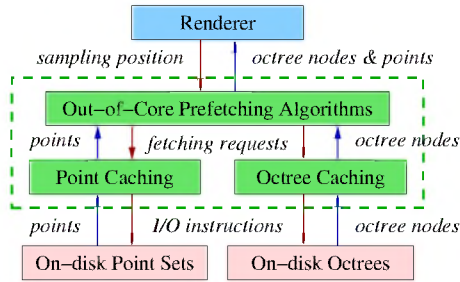 Renderer
sampling position octree nodes & points
Out-of-Core Prefetching Algorithms
points fetching requests octree nodes
Point Caching Octree Caching
points I/O instructions octree nodes
On-disk Point Sets On-disk Octrees